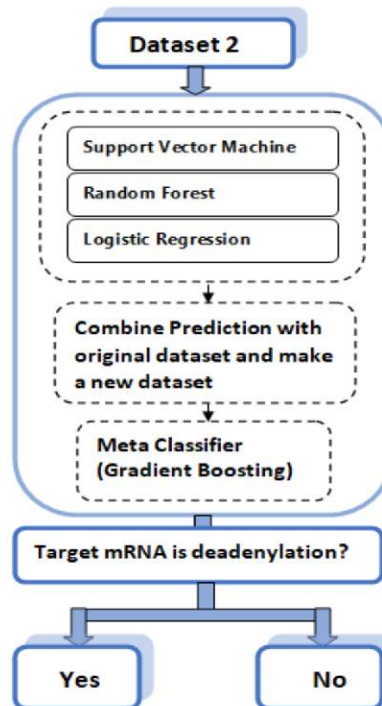 Dataset 2
Support Vector Machine
Random Forest
Logistic Regression
Combine Prediction with
original dataset and make
a new dataset
Meta Classifier
(Gradient Boosting)
Target mRNA is deadenylation?
Yes
No